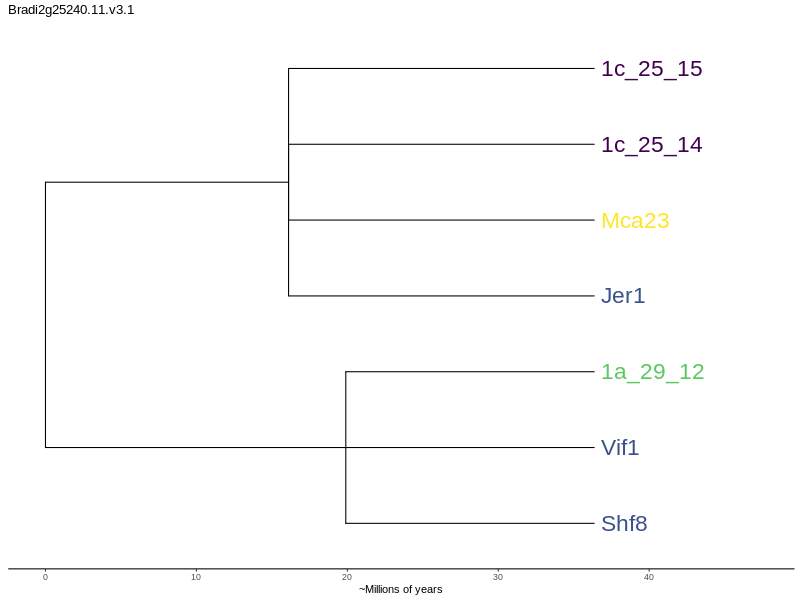 Bradi2g25240.11.v3.1
1c_25_15
1c_25_14
Mca23
Jer1
1a_29_12
Vif1
Shf8
0 10 20 30 40
~Millions of years